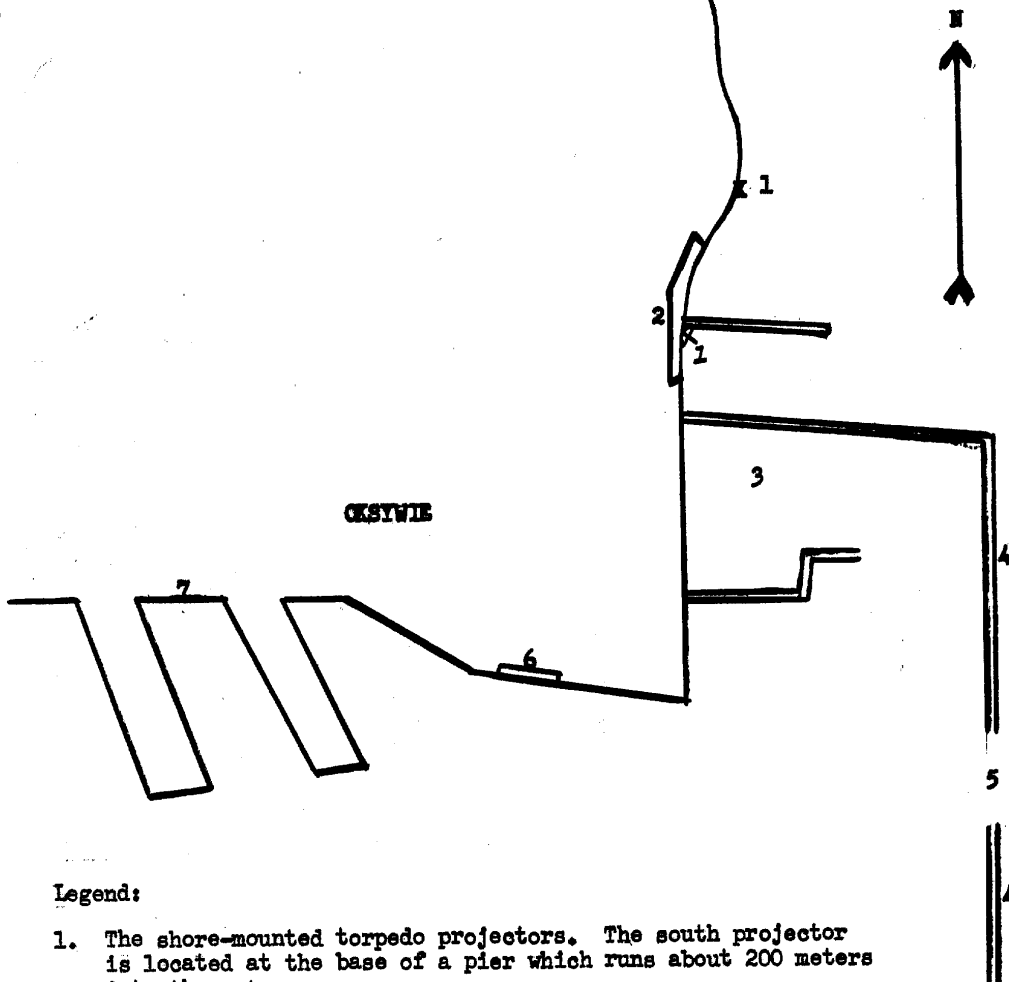 N
1
2
1
3
OKSYWIE
4
7
6
5
Legend:
1. The shore-mounted torpedo projectors. The south projector
is located at the base of a pier which runs about 200 meters